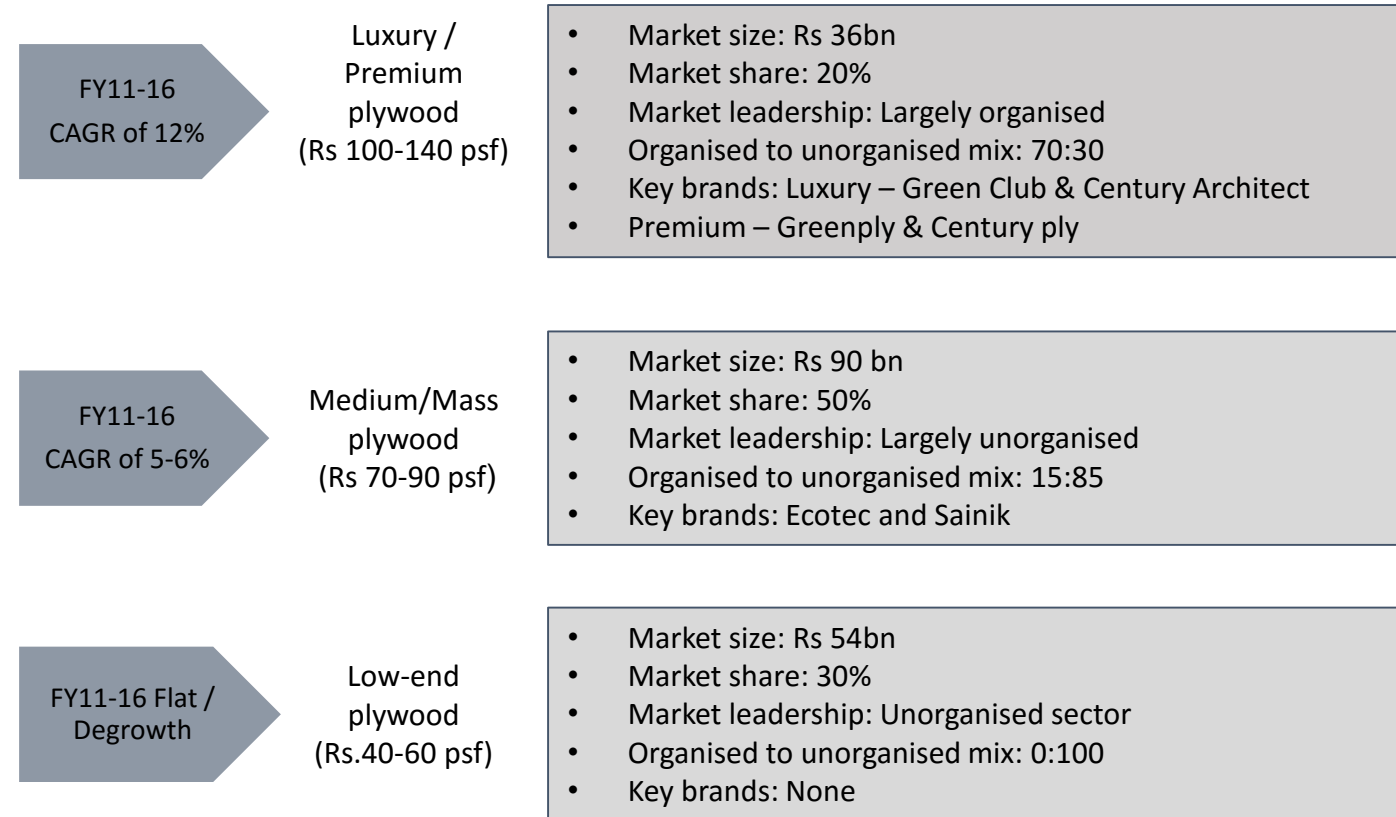 FY11-16
CAGR of 12%
Luxury /
Premium
plywood
(Rs 100-140 psf)
• Market size: Rs 36bn
• Market share: 20%
• Market leadership: Largely organised
• Organised to unorganised mix: 70:30
• Key brands: Luxury – Green Club & Century Architect
• Premium – Greenply & Century ply
FY11-16
CAGR of 5-6%
Medium/Mass
plywood
(Rs 70-90 psf)
• Market size: Rs 90 bn
• Market share: 50%
• Market leadership: Largely unorganised
• Organised to unorganised mix: 15:85
• Key brands: Ecotec and Sainik
FY11-16 Flat /
Degrowth
Low-end
plywood
(Rs.40-60 psf)
• Market size: Rs 54bn
• Market share: 30%
• Market leadership: Unorganised sector
• Organised to unorganised mix: 0:100
• Key brands: None